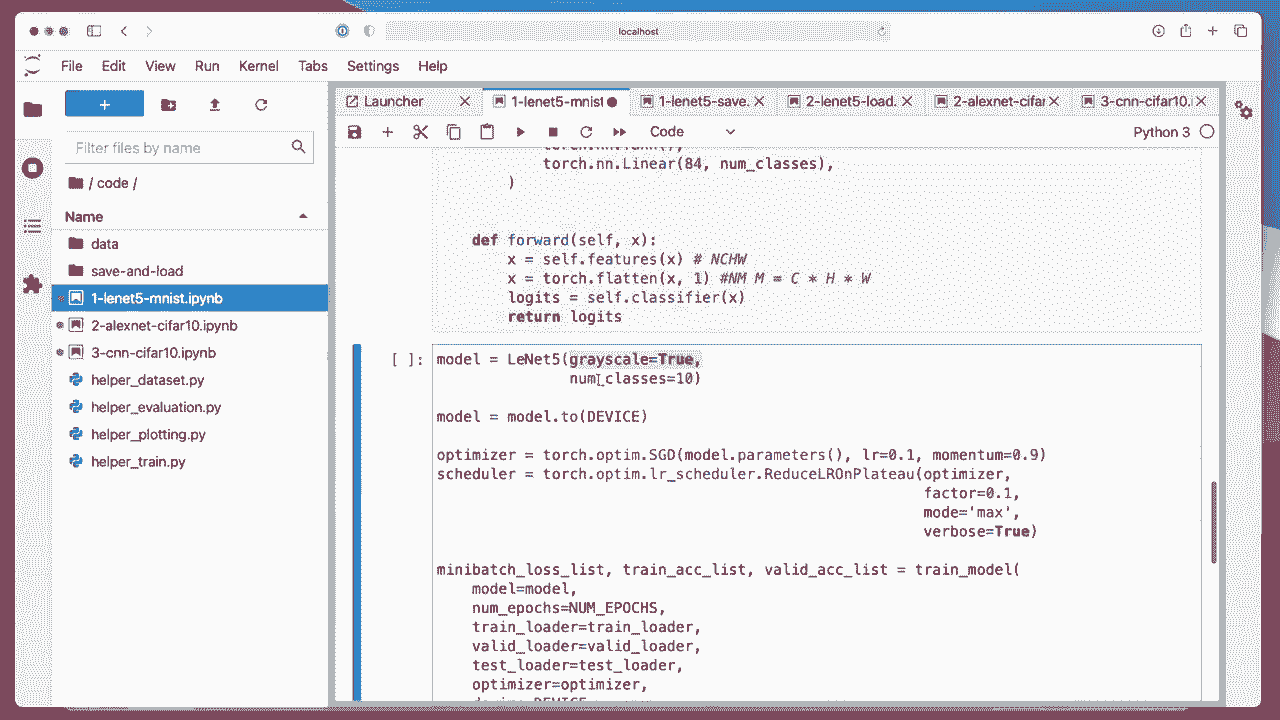 localhost
File Edit View Run Kernel Tabs Settings Help
+
Filter files by name
/ code /
Name
data
save-and-load
1-lenet5-mnist.ipynb
2-alexnet-cifar10.ipynb
3-cnn-cifar10.ipynb
helper_dataset.py
helper_evaluation.py
helper_plotting.py
helper_train.py
Launcher 1-lenet5-mnist 1-lenet5-save. 2-lenet5-load. 2-alexnet-cifar 3-cnn-cifar10.
Code Python 3
torch.nn.Linear(84, num_classes),
)
def forward(self, x):
x = self.features(x) # NCHW
x = torch.flatten(x, 1) #NM M = C * H * W
logits = self.classifier(x)
return logits
[ ]: model = LeNet5(grayscale=True,
num_classes=10)
model = model.to(DEVICE)
optimizer = torch.optim.SGD(model.parameters(), lr=0.1, momentum=0.9)
scheduler = torch.optim.lr_scheduler.ReduceLROnPlateau(optimizer,
factor=0.1,
mode='max',
verbose=True)
minibatch_loss_list, train_acc_list, valid_acc_list = train_model(
model=model,
num_epochs=NUM_EPOCHS,
train_loader=train_loader,
valid_loader=valid_loader,
test_loader=test_loader,
optimizer=optimizer,